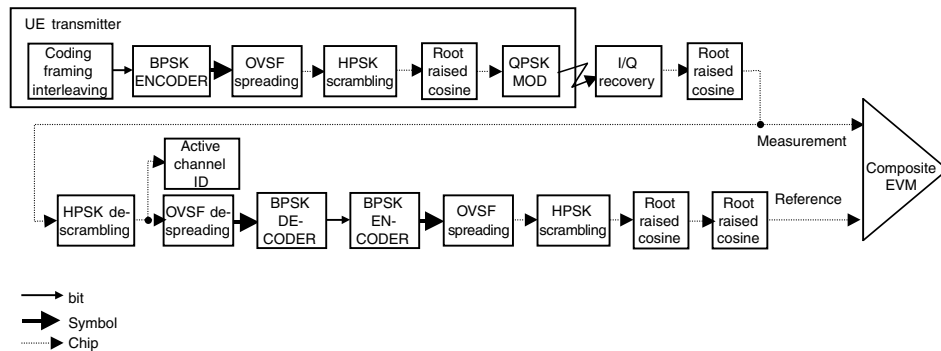 UE transmitter
Coding
framing
interleaving
BPSK
ENCODER
OVSF
spreading
HPSK
scrambling
Root
raised
cosine
QPSK
MOD
I/Q
recovery
Root
raised
cosine
Measurement
Active
channel
ID
Composite
EVM
HPSK de-
scrambling
OVSF de-
spreading
BPSK
DE-
CODER
BPSK
EN-
CODER
OVSF
spreading
HPSK
scrambling
Root
raised
cosine
Root
raised
cosine
Reference
bit
Symbol
Chip